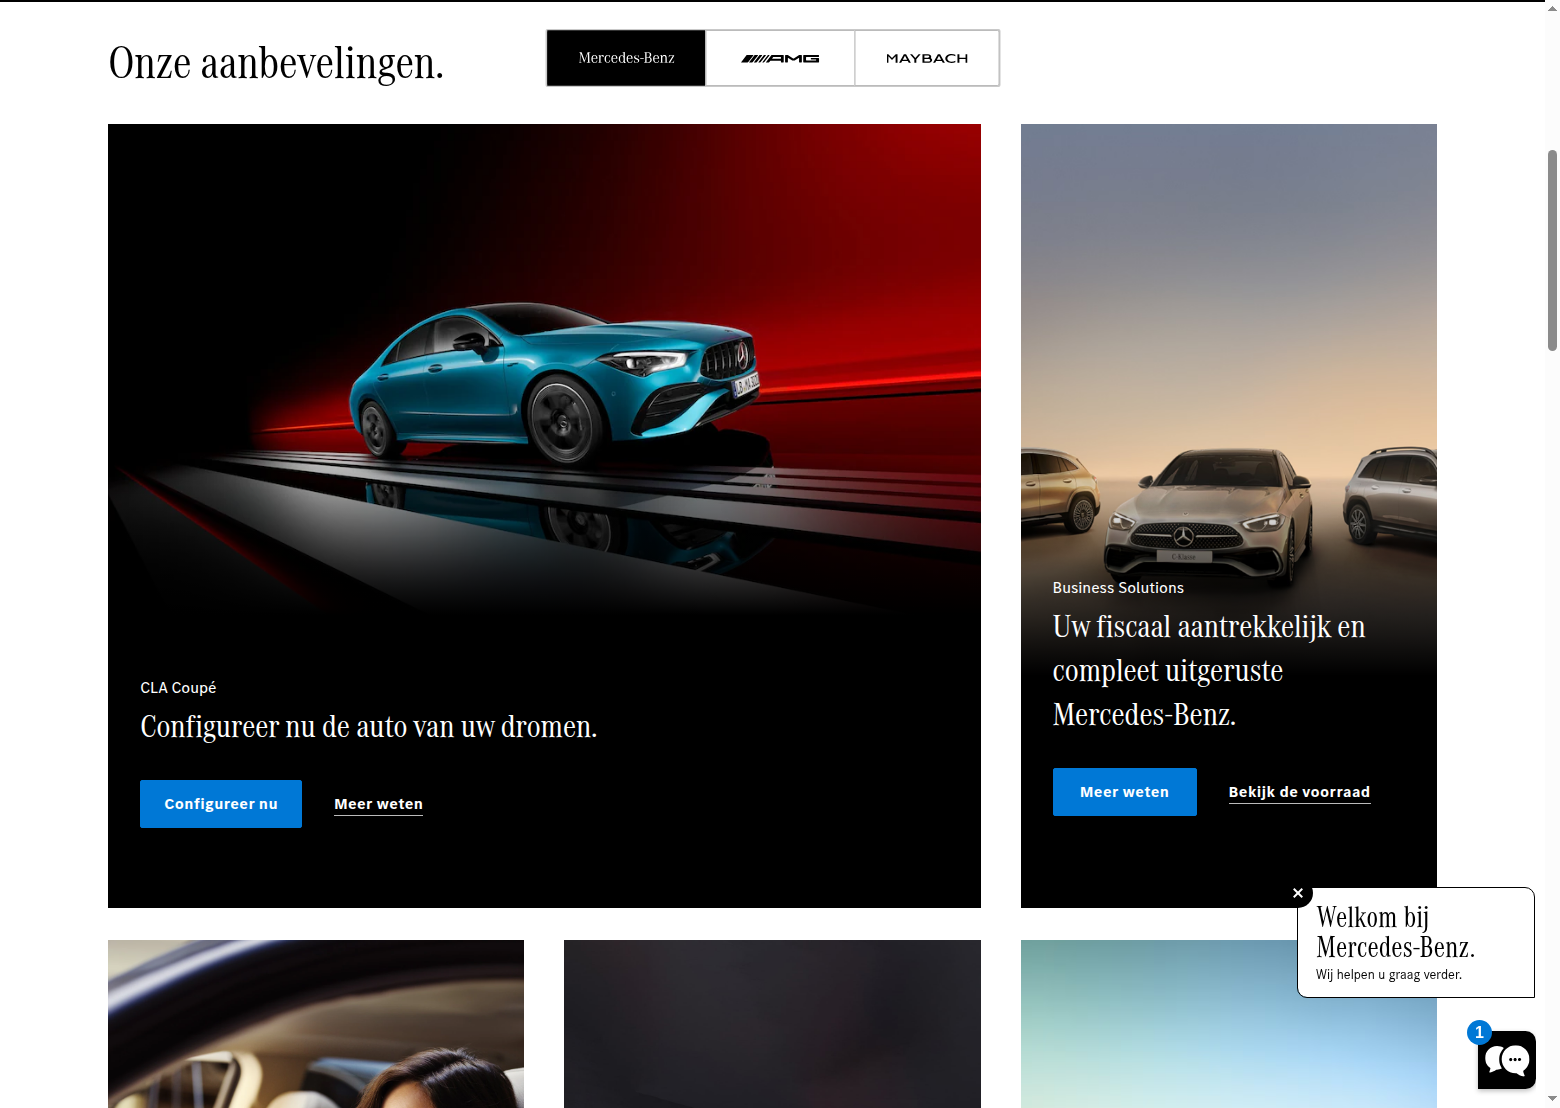 Onze aanbevelingen.
Mercedes-Benz
AMG
MAYBACH
CLA Coupé
Configureer nu de auto van uw dromen.
Configureer nu
Meer weten
C-Klasse
Business Solutions
Uw fiscaal aantrekkelijk en
compleet uitgeruste
Mercedes-Benz.
Meer weten
Bekijk de voorraad
Welkom bij
Mercedes-Benz.
Wij helpen u graag verder.
1